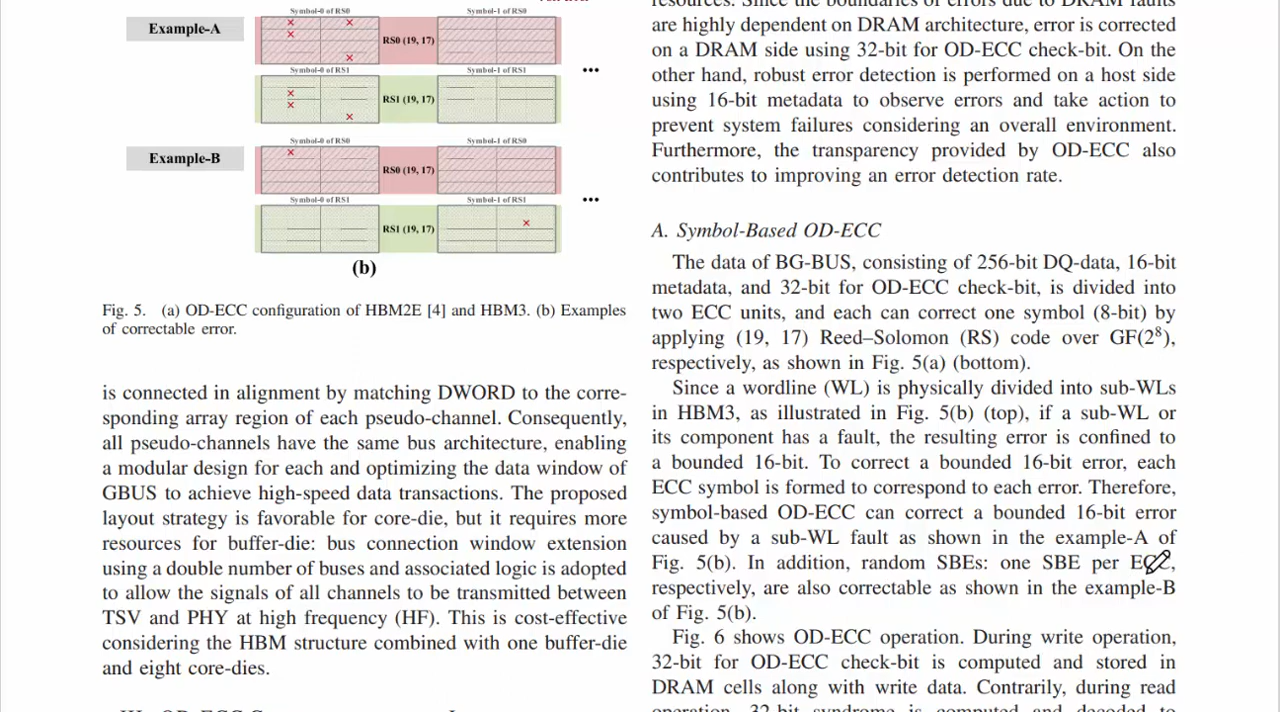 Symbol-0 of RS0
Symbol-1 of RS0
Example-A
RS0 (19, 17)
Symbol-0 of RS1
Symbol-1 of RS1
...
RS1 (19, 17)
Symbol-0 of RS0
Symbol-1 of RS0
Example-B
RS0 (19, 17)
Symbol-0 of RS1
Symbol-1 of RS1
...
RS1 (19, 17)
(b)
Fig. 5. (a) OD-ECC configuration of HBM2E [4] and HBM3. (b) Examples
of correctable error.
is connected in alignment by matching DWORD to the corre-
sponding array region of each pseudo-channel. Consequently,
all pseudo-channels have the same bus architecture, enabling
a modular design for each and optimizing the data window of
GBUS to achieve high-speed data transactions. The proposed
layout strategy is favorable for core-die, but it requires more
resources for buffer-die: bus connection window extension
using a double number of buses and associated logic is adopted
to allow the signals of all channels to be transmitted between
TSV and PHY at high frequency (HF). This is cost-effective
considering the HBM structure combined with one buffer-die
and eight core-dies.
resources. Since the boundaries of errors due to DRAM faults
are highly dependent on DRAM architecture, error is corrected
on a DRAM side using 32-bit for OD-ECC check-bit. On the
other hand, robust error detection is performed on a host side
using 16-bit metadata to observe errors and take action to
prevent system failures considering an overall environment.
Furthermore, the transparency provided by OD-ECC also
contributes to improving an error detection rate.
A. Symbol-Based OD-ECC
The data of BG-BUS, consisting of 256-bit DQ-data, 16-bit
metadata, and 32-bit for OD-ECC check-bit, is divided into
two ECC units, and each can correct one symbol (8-bit) by
applying (19, 17) Reed–Solomon (RS) code over GF(2⁸),
respectively, as shown in Fig. 5(a) (bottom).
Since a wordline (WL) is physically divided into sub-WLs
in HBM3, as illustrated in Fig. 5(b) (top), if a sub-WL or
its component has a fault, the resulting error is confined to
a bounded 16-bit. To correct a bounded 16-bit error, each
ECC symbol is formed to correspond to each error. Therefore,
symbol-based OD-ECC can correct a bounded 16-bit error
caused by a sub-WL fault as shown in the example-A of
Fig. 5(b). In addition, random SBEs: one SBE per
respectively, are also correctable as shown in the example-B
of Fig. 5(b).
Fig. 6 shows OD-ECC operation. During write operation,
32-bit for OD-ECC check-bit is computed and stored in
DRAM cells along with write data. Contrarily, during read
operation, 32-bit syndrome is computed and decoded to